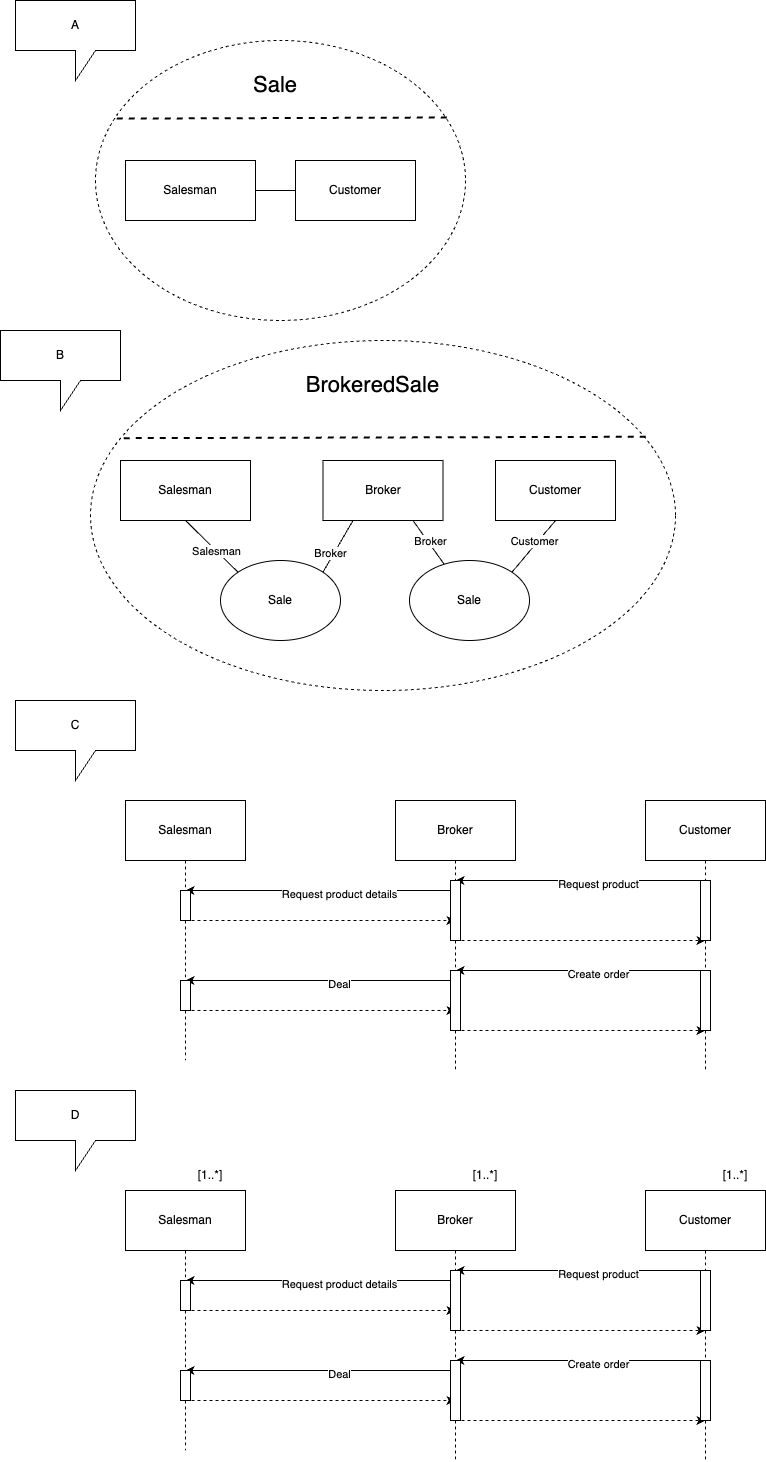 A
Sale
Salesman
Customer
B
BrokeredSale
Salesman
Broker
Customer
Salesman
Broker
Broker
Customer
Sale
Sale
C
Salesman
Broker
Customer
Request product details
Request product
Deal
Create order
D
[1..*]
[1..*]
[1..*]
Salesman
Broker
Customer
Request product details
Request product
Deal
Create order